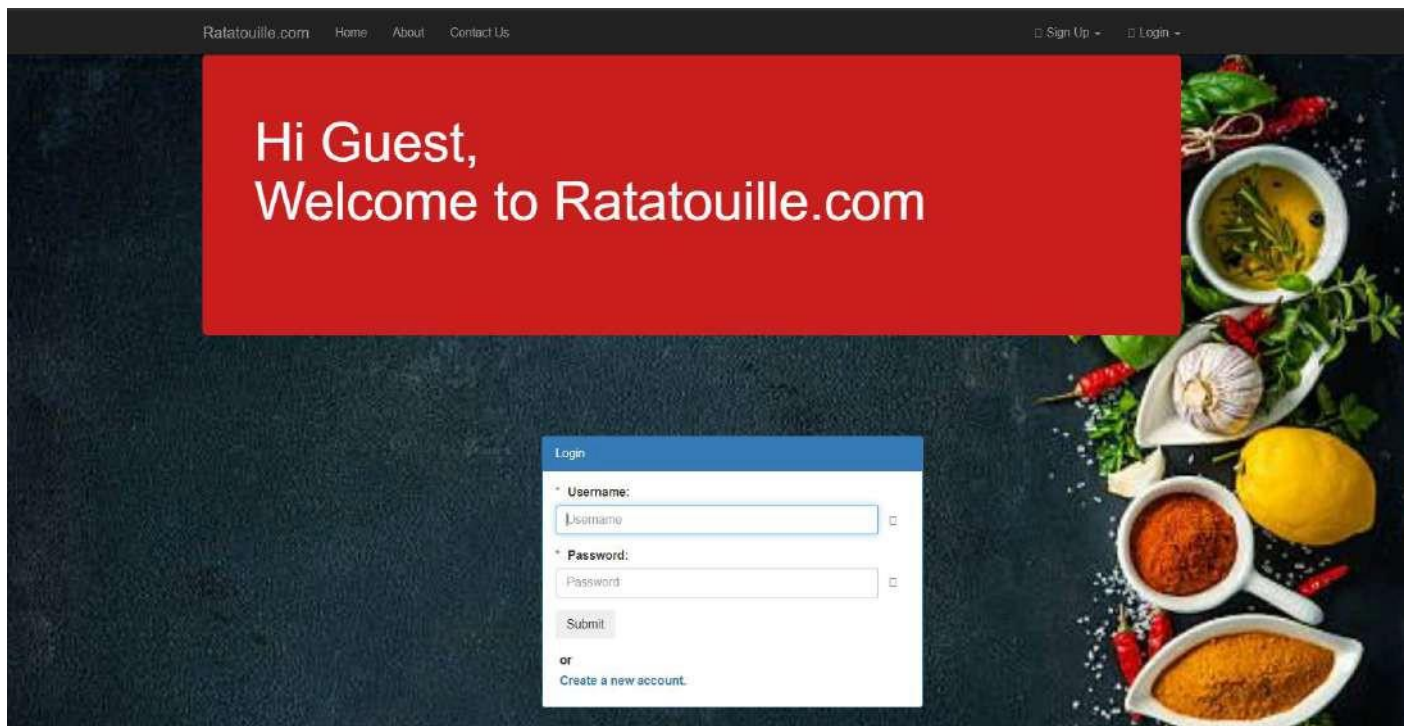 Ratatouille.com Home About Contact Us Sign Up Login
Hi Guest,
Welcome to Ratatouille.com
Login
* Username:
Username
* Password:
Password
Submit
or
Create a new account.